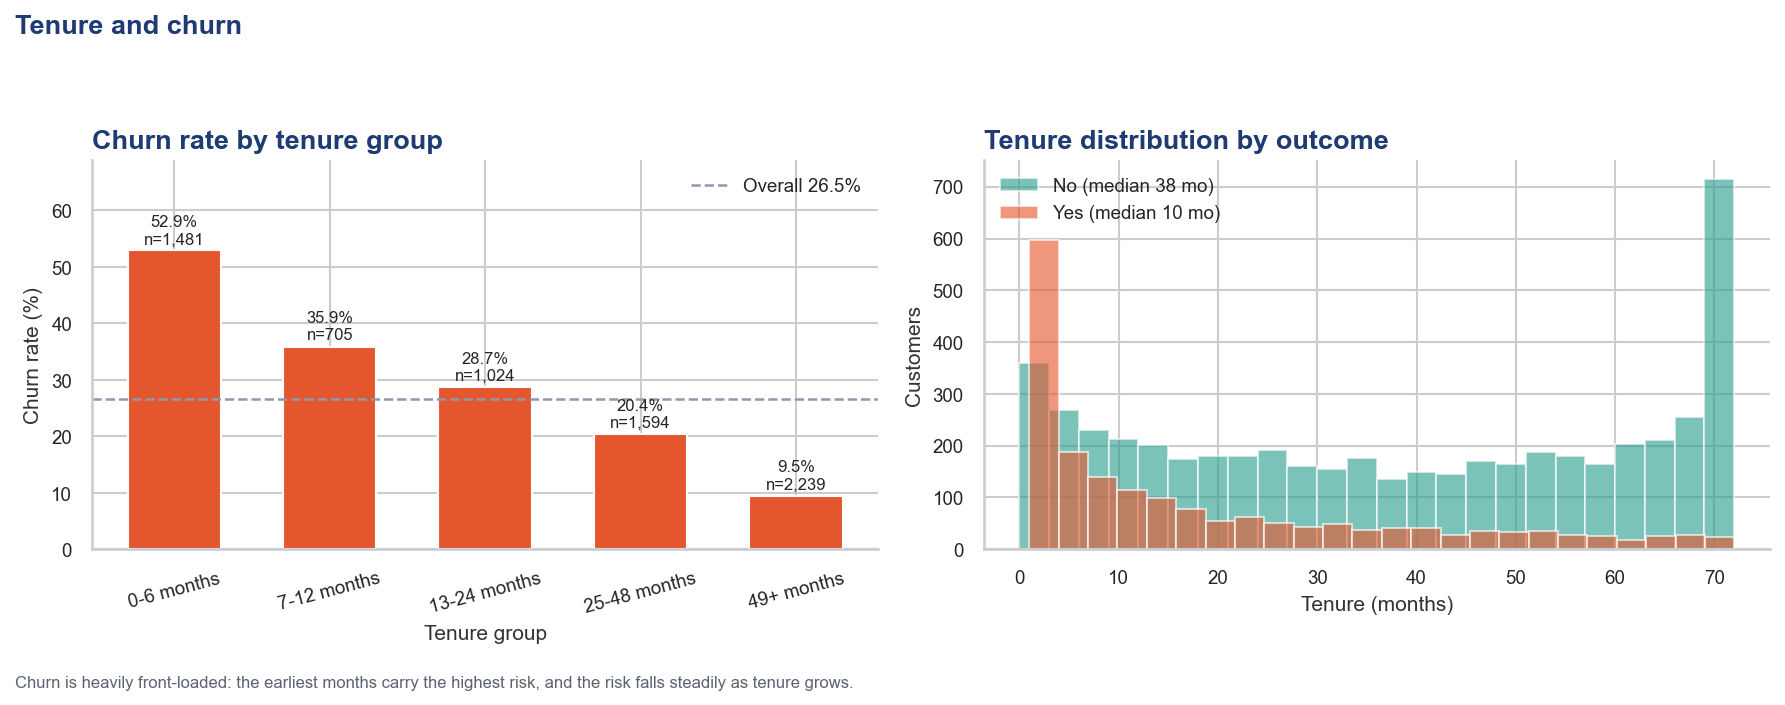 Tenure and churn
Churn rate by tenure group
Overall 26.5%
60
50
40
30
20
10
0
Churn rate (%)
52.9%
n=1,481
35.9%
n=705
28.7%
n=1,024
20.4%
n=1,594
9.5%
n=2,239
0-6 months
7-12 months
13-24 months
25-48 months
49+ months
Tenure group
Tenure distribution by outcome
No (median 38 mo)
Yes (median 10 mo)
700
600
500
400
300
200
100
0
Customers
0 10 20 30 40 50 60 70
Tenure (months)
Churn is heavily front-loaded: the earliest months carry the highest risk, and the risk falls steadily as tenure grows.